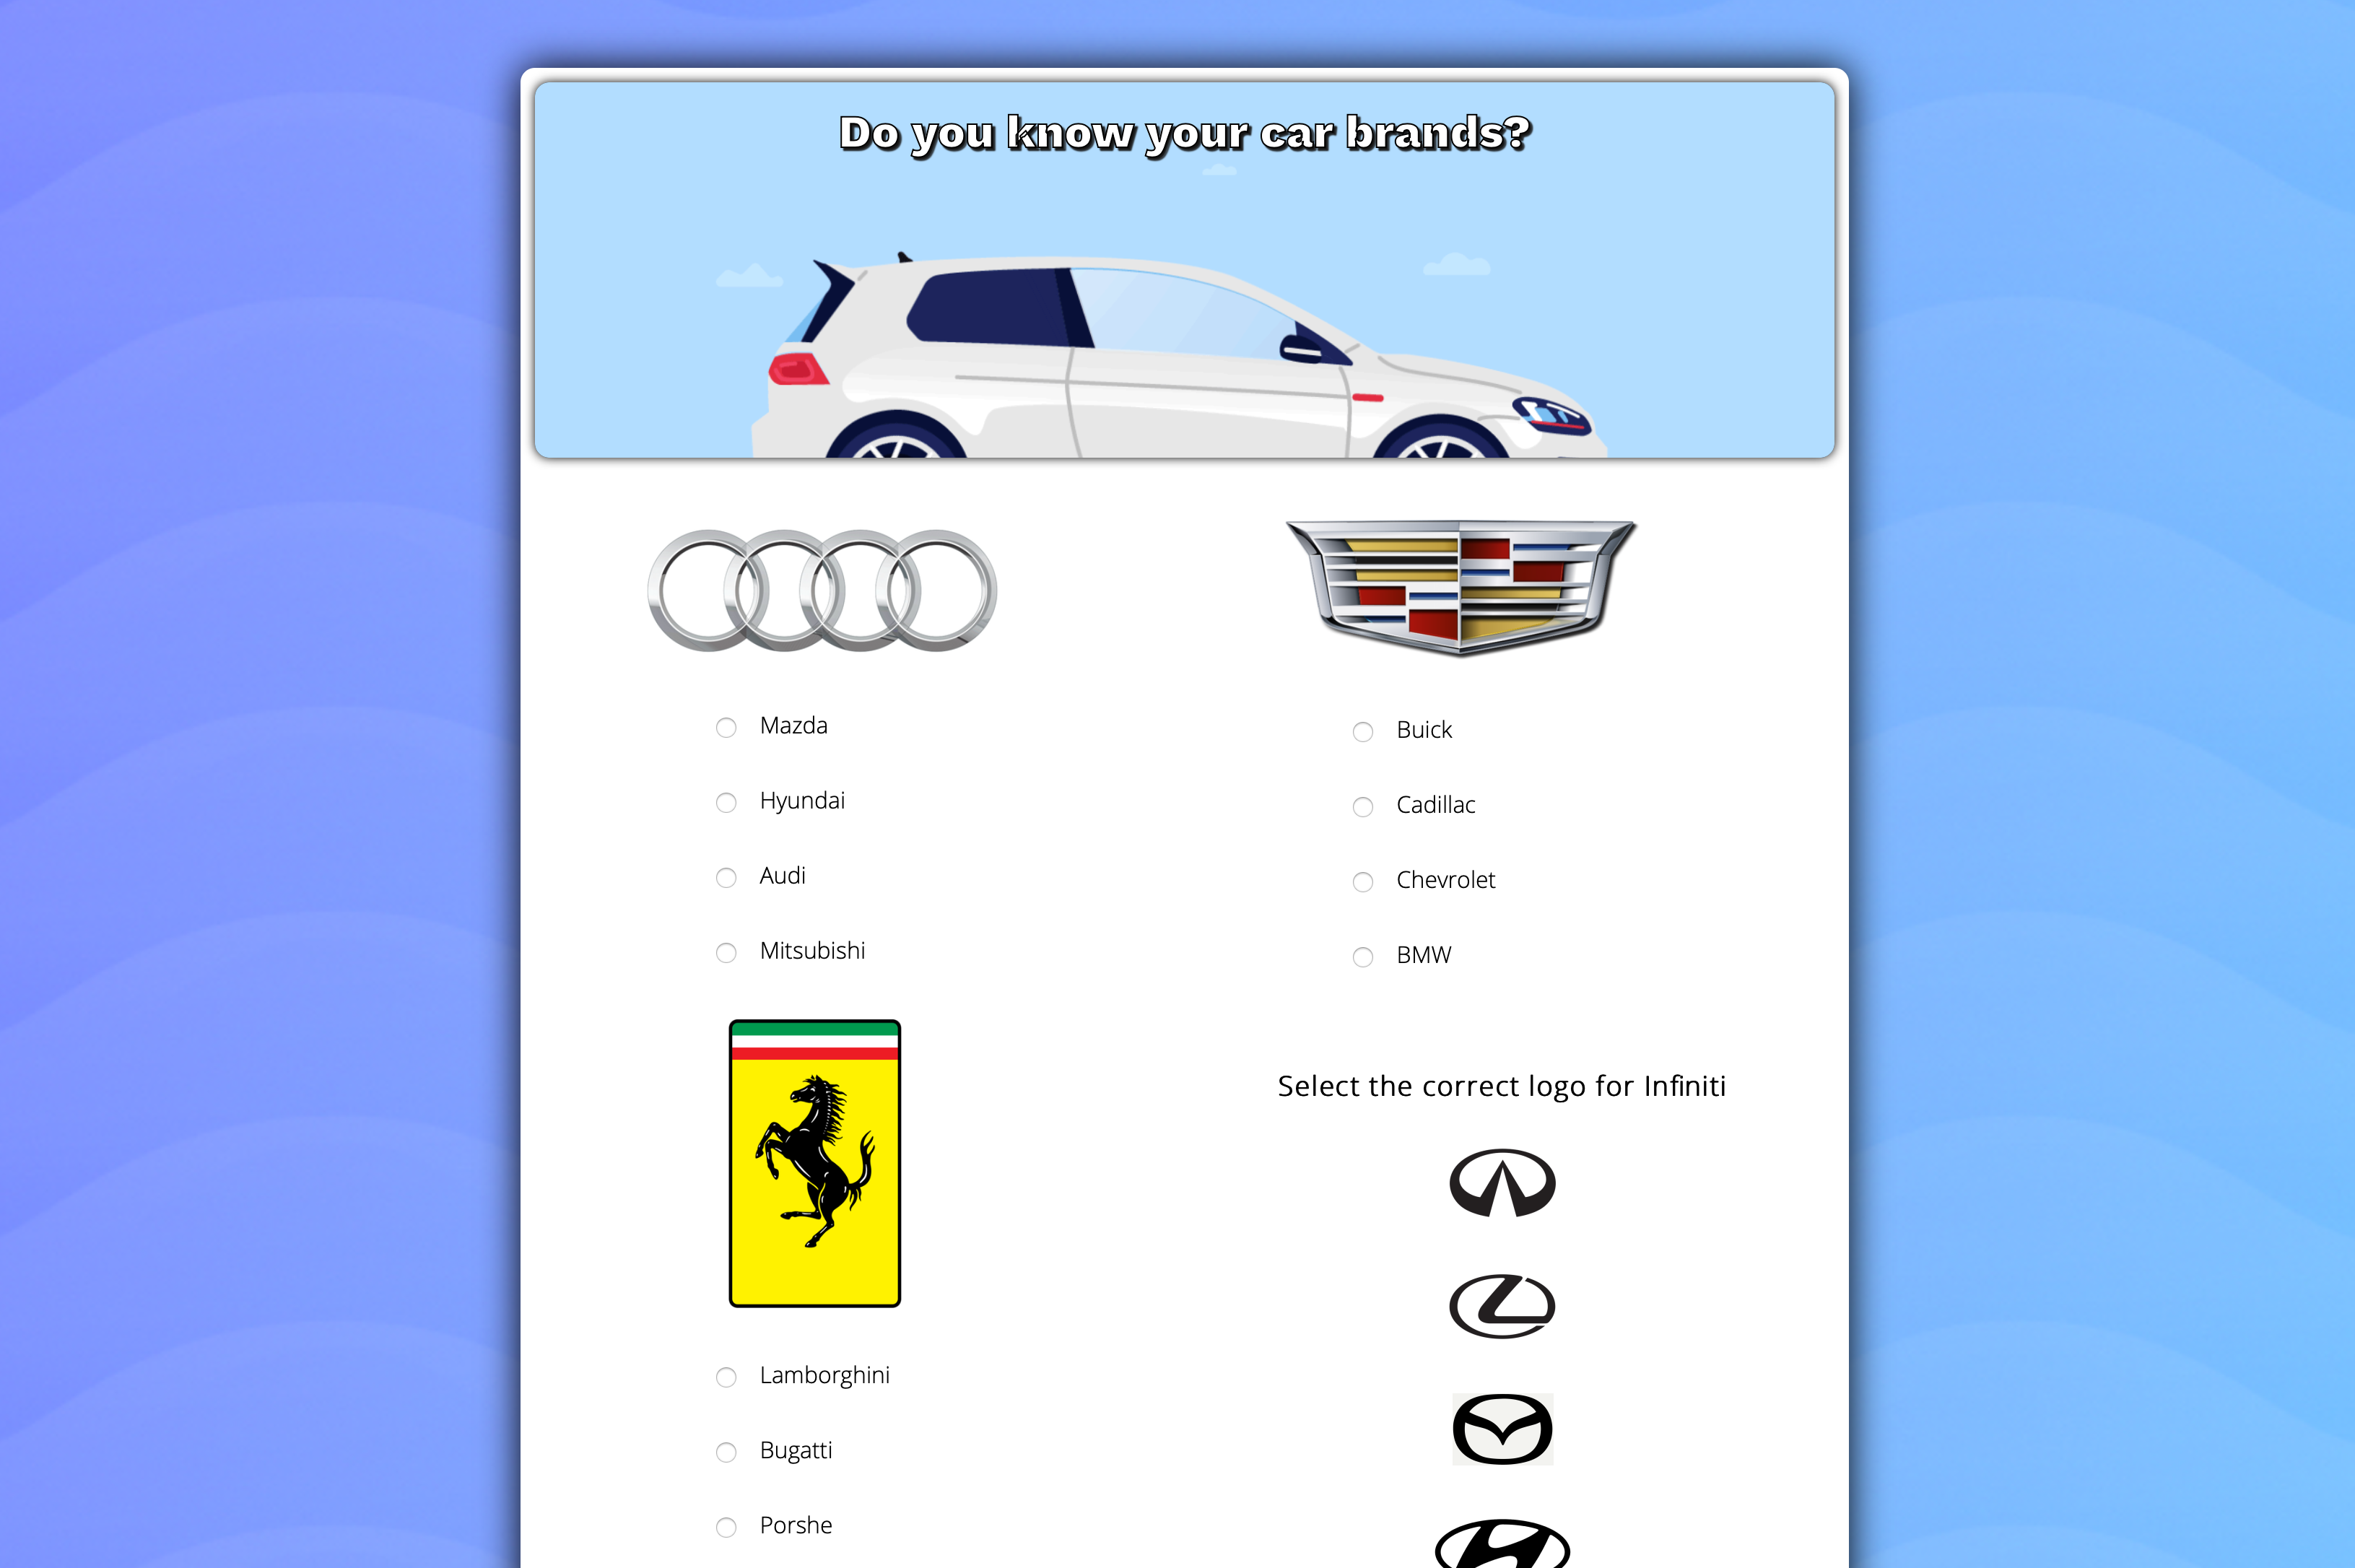 Do you know your car brands?
Mazda
Hyundai
Audi
Mitsubishi
Buick
Cadillac
Chevrolet
BMW
Lamborghini
Bugatti
Porshe
Select the correct logo for Infiniti